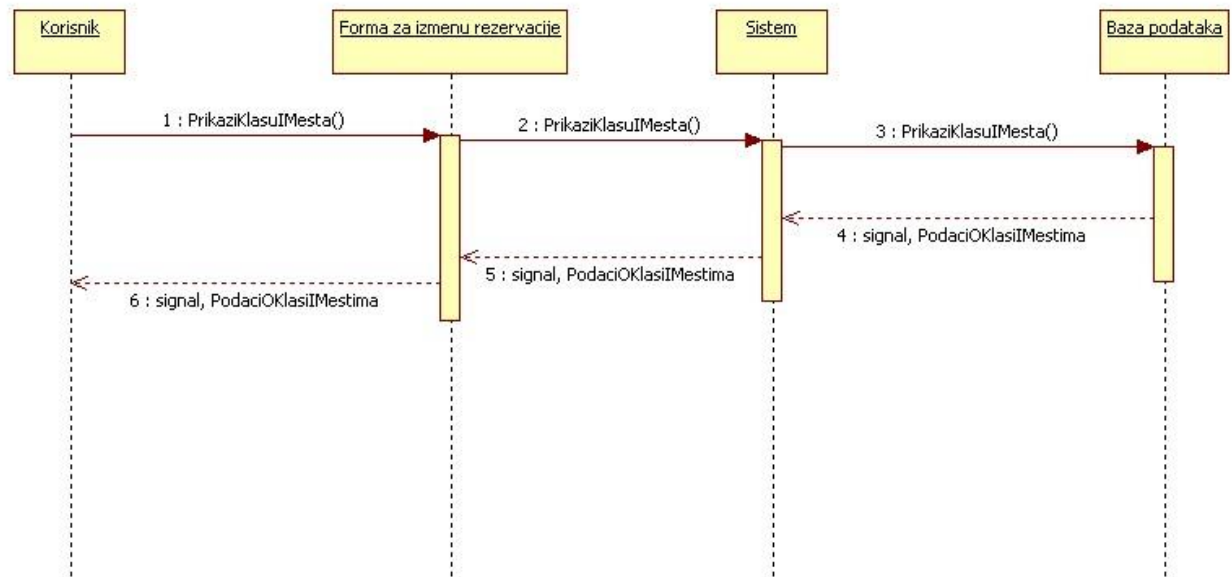 Korisnik
Forma za izmenu rezervacije
Sistem
Baza podataka
1 : PrikaziKlasuIMesta()
2 : PrikaziKlasuIMesta()
3 : PrikaziKlasuIMesta()
4 : signal, PodaciOKlasiIMestima
5 : signal, PodaciOKlasiIMestima
6 : signal, PodaciOKlasiIMestima